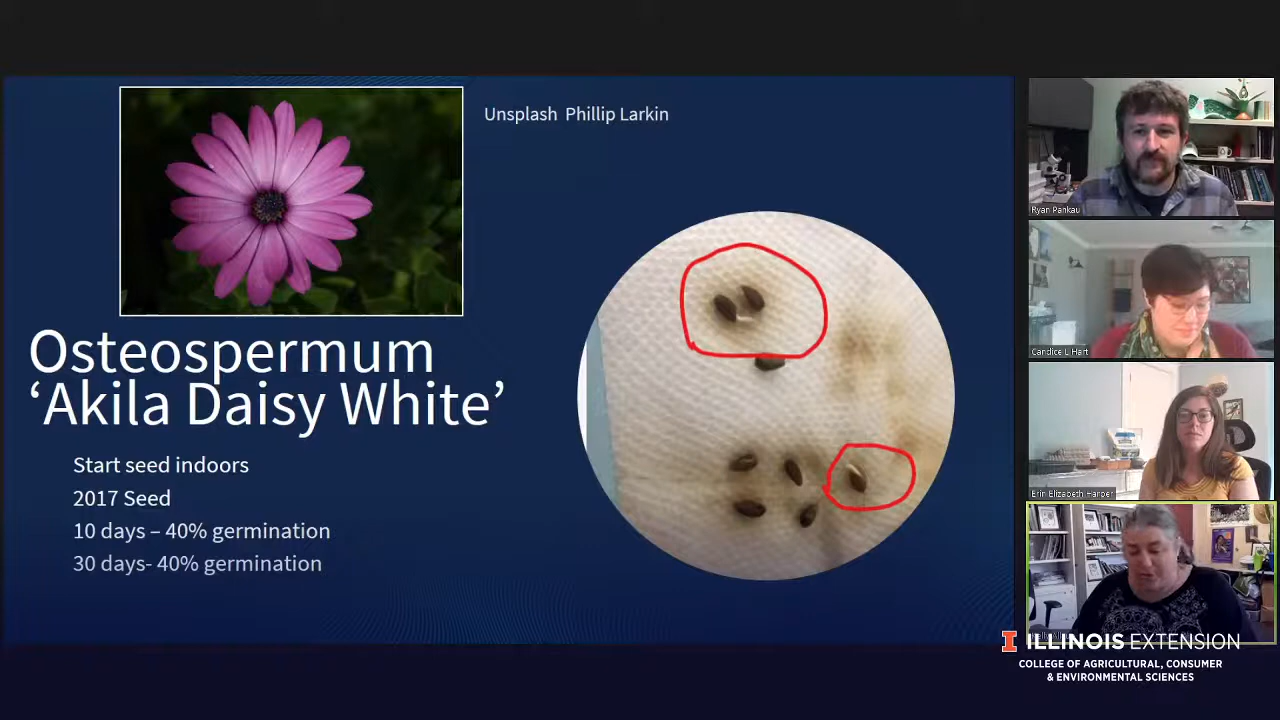 Unsplash Phillip Larkin
Osteospermum
‘Akila Daisy White’
Start seed indoors
2017 Seed
10 days – 40% germination
30 days- 40% germination
Ryan Pankau
Candice L Hart
Erin Elizabeth Harper
I ILLINOIS EXTENSION
COLLEGE OF AGRICULTURAL, CONSUMER
& ENVIRONMENTAL SCIENCES